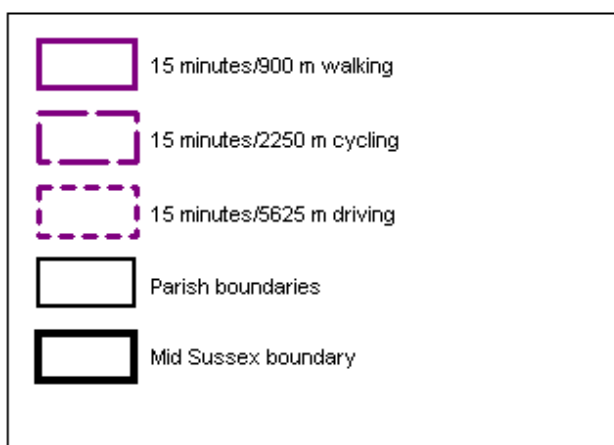 15 minutes/900 m walking
15 minutes/2250 m cycling
15 minutes/5625 m driving
Parish boundaries
Mid Sussex boundary